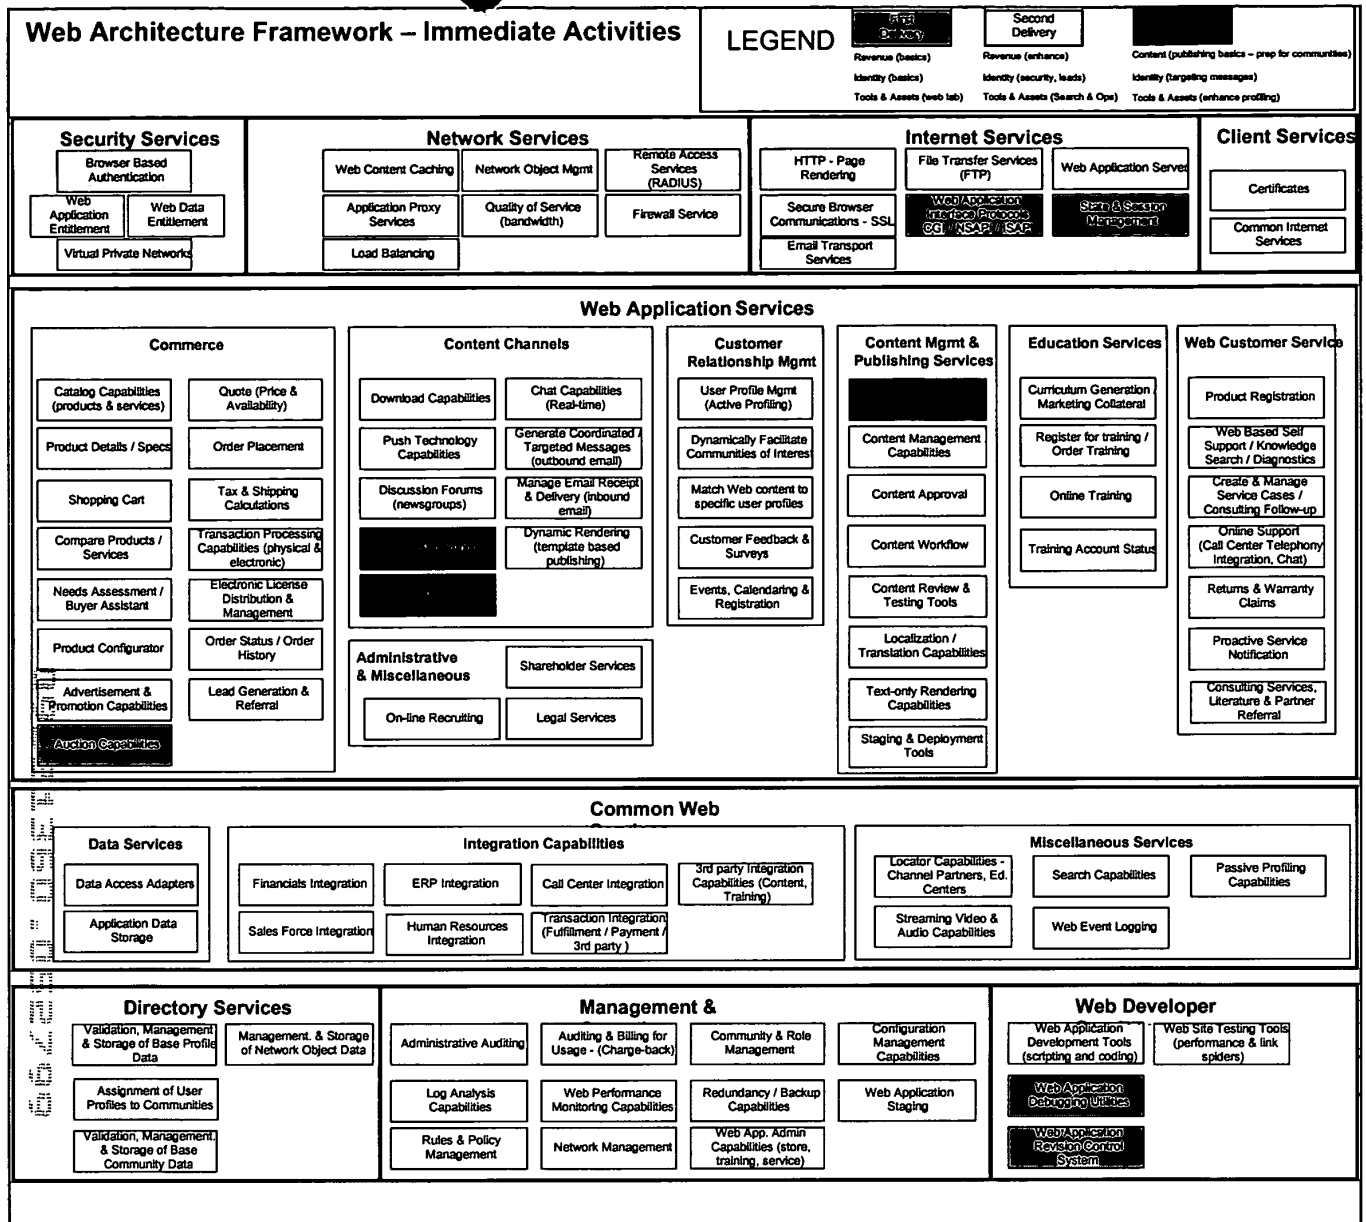 Web Architecture Framework – Immediate Activities
LEGEND
First
Delivery
Second
Delivery
Revenue (basics)
Revenue (enhance)
Content (publishing basics – prep for communities)
Identity (basics)
Identity (security, leads)
Identity (targeting messages)
Tools & Assets (web lab)
Tools & Assets (Search & Ops)
Tools & Assets (enhance profiling)
Security Services
Browser Based
Authentication
Web
Application
Entitlement
Web Data
Entitlement
Virtual Private Networks
Network Services
Web Content Caching
Network Object Mgmt
Remote Access
Services
(RADIUS)
Application Proxy
Services
Quality of Service
(bandwidth)
Firewall Service
Load Balancing
Internet Services
HTTP - Page
Rendering
File Transfer Services
(FTP)
Web Application Server
Secure Browser
Communications - SSL
Web Application
Interface Protocols
CGI / NSAPI / ISAPI
State & Session
Management
Email Transport
Services
Client Services
Certificates
Common Internet
Services
Web Application Services
Commerce
Catalog Capabilities
(products & services)
Quote (Price &
Availability)
Product Details / Specs
Order Placement
Shopping Cart
Tax & Shipping
Calculations
Compare Products /
Services
Transaction Processing
Capabilities (physical &
electronic)
Needs Assessment /
Buyer Assistant
Electronic License
Distribution &
Management
Product Configurator
Order Status / Order
History
Advertisement &
Promotion Capabilities
Lead Generation &
Referral
Auction Capabilities
Content Channels
Download Capabilities
Chat Capabilities
(Real-time)
Push Technology
Capabilities
Generate Coordinated /
Targeted Messages
(outbound email)
Discussion Forums
(newsgroups)
Manage Email Receipt
& Delivery (inbound
email)
Dynamic Rendering
(template based
publishing)
Administrative
& Miscellaneous
Shareholder Services
On-line Recruiting
Legal Services
Customer
Relationship Mgmt
User Profile Mgmt
(Active Profiling)
Dynamically Facilitate
Communities of Interest
Match Web content to
specific user profiles
Customer Feedback &
Surveys
Events, Calendaring &
Registration
Content Mgmt &
Publishing Services
Content Management
Capabilities
Content Approval
Content Workflow
Content Review &
Testing Tools
Localization /
Translation Capabilities
Text-only Rendering
Capabilities
Staging & Deployment
Tools
Education Services
Curriculum Generation /
Marketing Collateral
Register for training /
Order Training
Online Training
Training Account Status
Web Customer Service
Product Registration
Web Based Self
Support / Knowledge
Search / Diagnostics
Create & Manage
Service Cases /
Consulting Follow-up
Online Support
(Call Center Telephony
Integration, Chat)
Returns & Warranty
Claims
Proactive Service
Notification
Consulting Services,
Literature & Partner
Referral
Common Web
Data Services
Data Access Adapters
Application Data
Storage
Integration Capabilities
Financials Integration
ERP Integration
Call Center Integration
3rd party Integration
Capabilities (Content,
Training)
Sales Force Integration
Human Resources
Integration
Transaction Integration
(Fulfillment / Payment /
3rd party )
Miscellaneous Services
Locator Capabilities -
Channel Partners, Ed.
Centers
Search Capabilities
Passive Profiling
Capabilities
Streaming Video &
Audio Capabilities
Web Event Logging
Directory Services
Validation, Management
& Storage of Base Profile
Data
Management. & Storage
of Network Object Data
Assignment of User
Profiles to Communities
Validation, Management.
& Storage of Base
Community Data
Management &
Administrative Auditing
Auditing & Billing for
Usage - (Charge-back)
Community & Role
Management
Configuration
Management
Capabilities
Log Analysis
Capabilities
Web Performance
Monitoring Capabilities
Redundancy / Backup
Capabilities
Web Application
Staging
Rules & Policy
Management
Network Management
Web App. Admin
Capabilities (store,
training, service)
Web Developer
Web Application
Development Tools
(scripting and coding)
Web Site Testing Tools
(performance & link
spiders)
Web Application
Debugging Utilities
Web Application
Revision Control
System